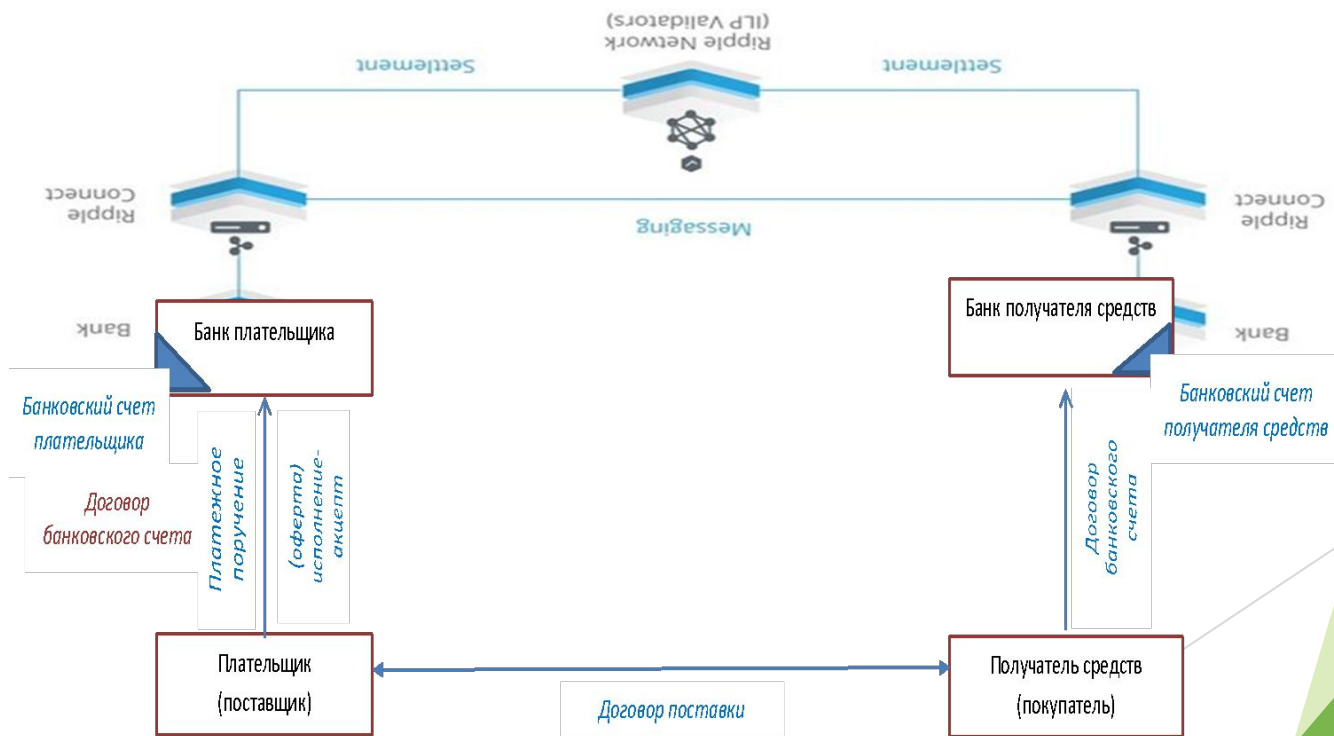 Ripple Network
(ILP Validators)
Settlement
Settlement
Ripple
Connect
Ripple
Connect
Messaging
Bank
Банк плательщика
Банк получателя средств
Bank
Банковский счет
плательщика
Банковский счет
получателя средств
Договор
банковского счета
Платежное
поручение
(оферта)
исполнение-
акцепт
Договор
банковского
счета
Плательщик
(поставщик)
Получатель средств
(покупатель)
Договор поставки